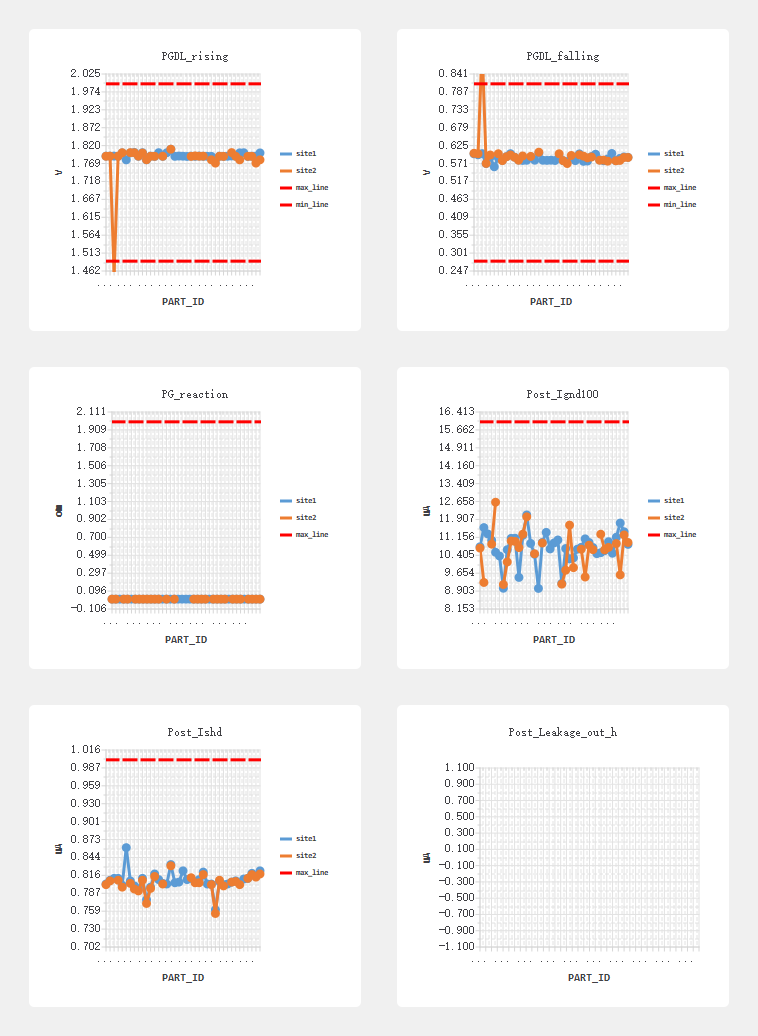 PGDL_rising
2.025
1.974
1.923
1.872
1.820
1.769
1.718
1.667
1.615
1.564
1.513
1.462
A
site1
site2
max_line
min_line
PART_ID
PGDL_falling
0.841
0.787
0.733
0.679
0.625
0.571
0.517
0.463
0.409
0.355
0.301
0.247
A
site1
site2
max_line
min_line
PART_ID
PG_reaction
2.111
1.909
1.708
1.506
1.305
1.103
0.902
0.700
0.499
0.297
0.096
-0.106
site1
site2
max_line
PART_ID
Post_Ignd100
16.413
15.662
14.911
14.160
13.409
12.658
11.907
11.156
10.405
9.654
8.903
8.153
UA
site1
site2
max_line
PART_ID
Post_Ishd
1.016
0.987
0.959
0.930
0.901
0.873
0.844
0.816
0.787
0.759
0.730
0.702
UA
site1
site2
max_line
PART_ID
Post_Leakage_out_h
1.100
0.900
0.700
0.500
0.300
0.100
-0.100
-0.300
-0.500
-0.700
-0.900
-1.100
UA
PART_ID